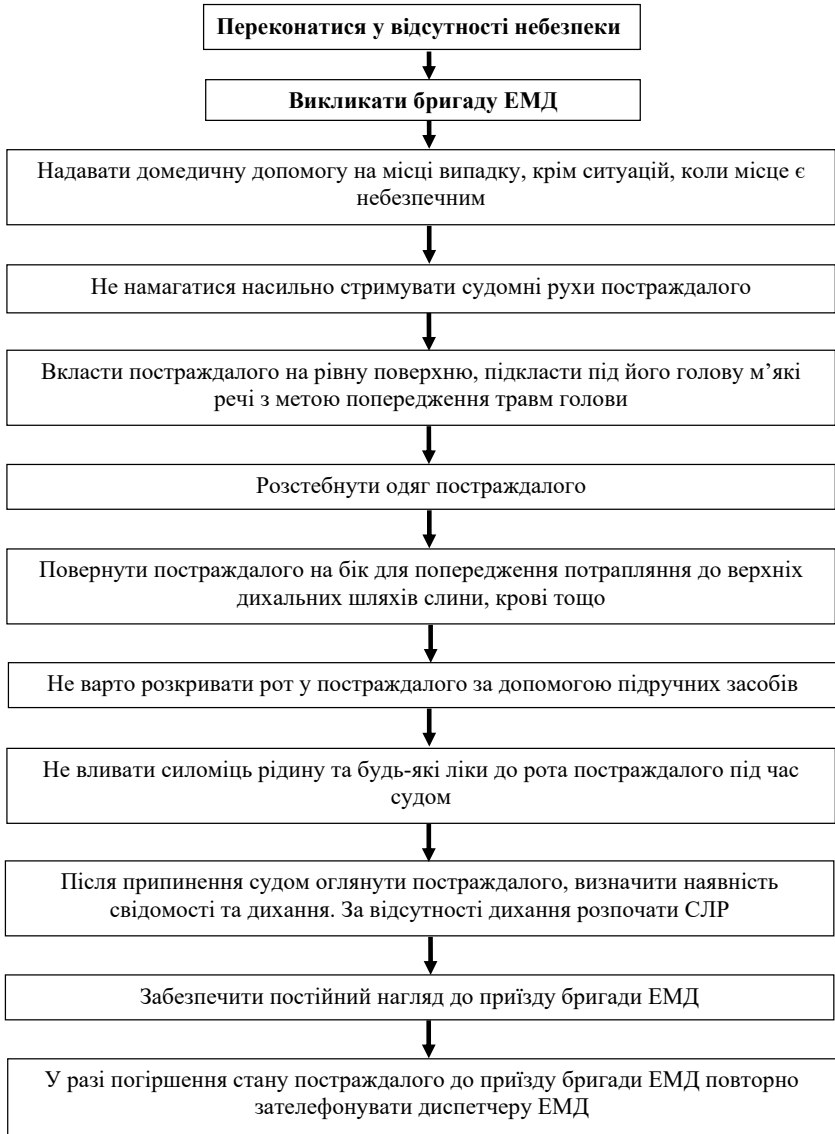 Переконатися у відсутності небезпеки
Викликати бригаду ЕМД
Надавати домедичну допомогу на місці випадку, крім ситуацій, коли місце є
небезпечним
Не намагатися насильно стримувати судомні рухи постраждалого
Вкласти постраждалого на рівну поверхню, підкласти під його голову м’які
речі з метою попередження травм голови
Розстебнути одяг постраждалого
Повернути постраждалого на бік для попередження потрапляння до верхніх
дихальних шляхів слини, крові тощо
Не варто розкривати рот у постраждалого за допомогою підручних засобів
Не вливати силоміць рідину та будь-які ліки до рота постраждалого під час
судом
Після припинення судом оглянути постраждалого, визначити наявність
свідомості та дихання. За відсутності дихання розпочати СЛР
Забезпечити постійний нагляд до приїзду бригади ЕМД
У разі погіршення стану постраждалого до приїзду бригади ЕМД повторно
зателефонувати диспетчеру ЕМД